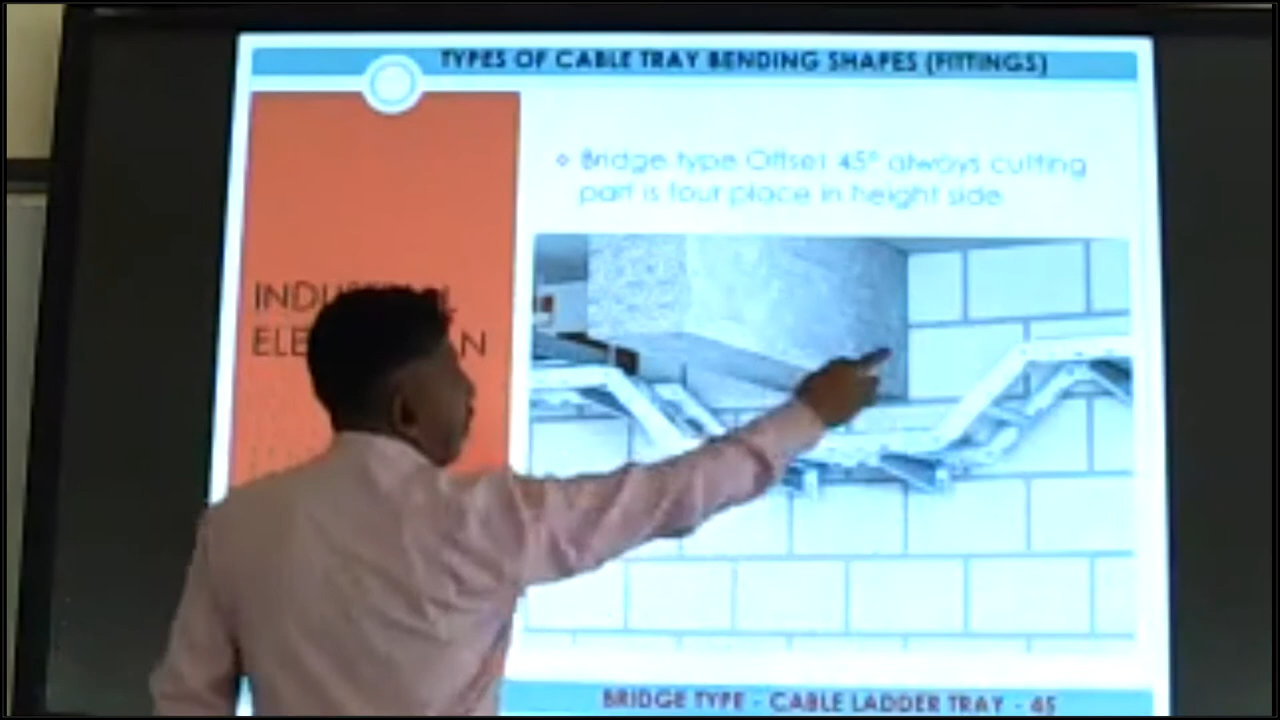 TYPES OF CABLE TRAY BENDING SHAPES (FITTINGS)
Bridge type Offset 45° always cutting
part is four place in height side
BRIDGE TYPE - CABLE LADDER TRAY - 45